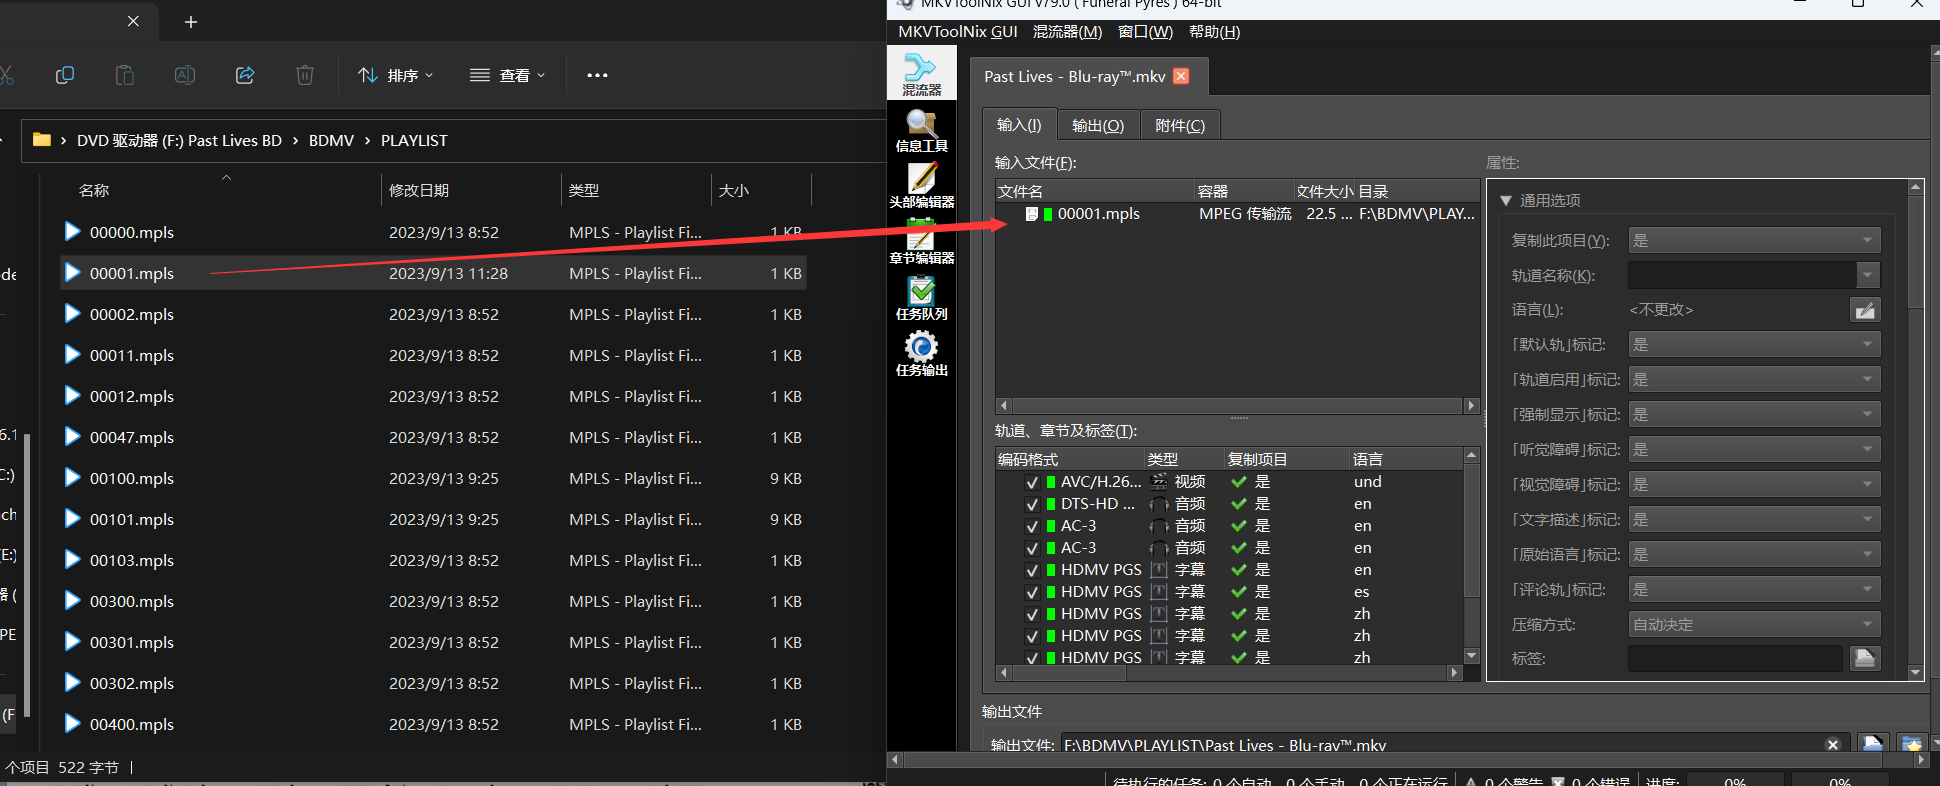 MKVToolNix GUI v79.0 ('Funeral Pyres') 64-bit
排序
查看
DVD 驱动器 (F:) Past Lives BD > BDMV > PLAYLIST
名称 修改日期 类型 大小
00000.mpls 2023/9/13 8:52 MPLS - Playlist Fi... 1 KB
00001.mpls 2023/9/13 11:28 MPLS - Playlist Fi... 1 KB
00002.mpls 2023/9/13 8:52 MPLS - Playlist Fi... 1 KB
00011.mpls 2023/9/13 8:52 MPLS - Playlist Fi... 1 KB
00012.mpls 2023/9/13 8:52 MPLS - Playlist Fi... 1 KB
00047.mpls 2023/9/13 8:52 MPLS - Playlist Fi... 1 KB
00100.mpls 2023/9/13 9:25 MPLS - Playlist Fi... 9 KB
00101.mpls 2023/9/13 9:25 MPLS - Playlist Fi... 9 KB
00103.mpls 2023/9/13 8:52 MPLS - Playlist Fi... 1 KB
00300.mpls 2023/9/13 8:52 MPLS - Playlist Fi... 1 KB
00301.mpls 2023/9/13 8:52 MPLS - Playlist Fi... 1 KB
00302.mpls 2023/9/13 8:52 MPLS - Playlist Fi... 1 KB
00400.mpls 2023/9/13 8:52 MPLS - Playlist Fi... 1 KB
6.1
C:)
E:)
PE
(F
个项目 522 字节
MKVToolNix GUI 混流器(M) 窗口(W) 帮助(H)
混流器
信息工具
头部编辑器
章节编辑器
任务队列
任务输出
Past Lives - Blu-ray™.mkv
输入(I) 输出(O) 附件(C)
输入文件(F):
文件名 容器 文件大小 目录
00001.mpls MPEG 传输流 22.5 ... F:\BDMV\PLAY...
轨道、章节及标签(T):
编码格式 类型 复制项目 语言
AVC/H.26... 视频 是 und
DTS-HD ... 音频 是 en
AC-3 音频 是 en
AC-3 音频 是 en
HDMV PGS 字幕 是 en
HDMV PGS 字幕 是 es
HDMV PGS 字幕 是 zh
HDMV PGS 字幕 是 zh
HDMV PGS 字幕 是 zh
属性:
通用选项
复制此项目(Y): 是
轨道名称(K):
语言(L): <不更改>
「默认轨」标记: 是
「轨道启用」标记: 是
「强制显示」标记: 是
「听觉障碍」标记: 是
「视觉障碍」标记: 是
「文字描述」标记: 是
「原始语言」标记: 是
「评论轨」标记: 是
压缩方式: 自动决定
标签:
输出文件
输出文件: F:\BDMV\PLAYLIST\Past Lives - Blu-ray™.mkv
待执行的任务: 0 个自动, 0 个手动, 0 个正在运行 0 个警告 0 个错误 进度: 0% 0%